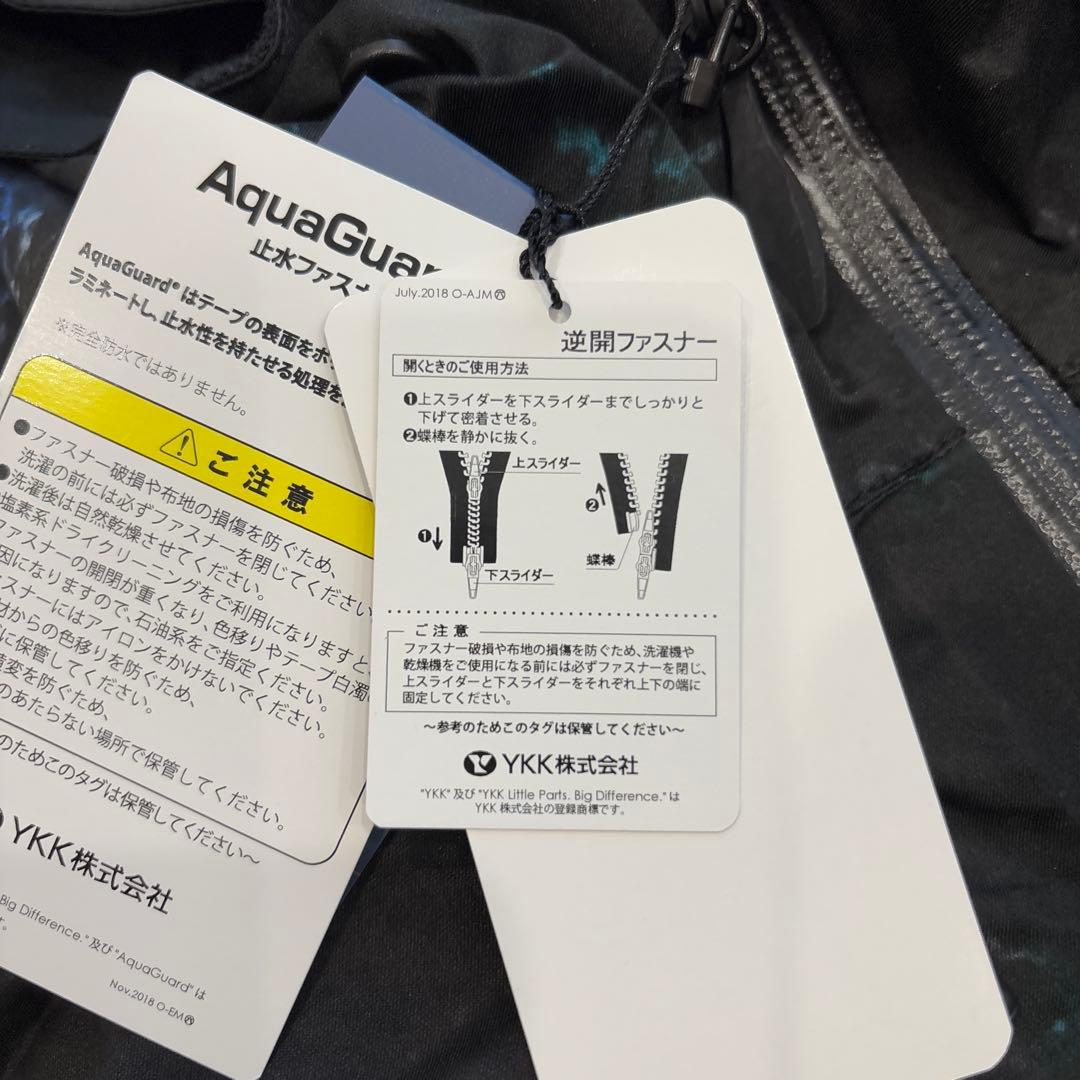 AquaGuar
止水ファス
AquaGuard®はテープの表面をポ
ラミネートし、止水性を持たせる処理を
※完全防水ではありません。
ご注意
●ファスナー破損や布地の損傷を防ぐため、
洗濯の前には必ずファスナーを閉じてください
●洗濯後は自然乾燥させてください。
塩素系ドライクリーニングをご利用になりますと、
ファスナーの開閉が重くなり、色移りやテープ白濁
因になりますので、石油系をご指定ください。
スナーにはアイロンをかけないでください。
からの色移りを防ぐため、
に保管してください。
変を防ぐため、
のあたらない場所で保管してください。
のためこのタグは保管してください～
YKK株式会社
Big Difference." 及び "AquaGuard" は
す。
Nov.2018 O-EM㊅
July.2018 O-AJM㊅
逆開ファスナー
開くときのご使用方法
❶上スライダーを下スライダーまでしっかりと
下げて密着させる。
❷蝶棒を静かに抜く。
上スライダー
❶
下スライダー
❷
蝶棒
ご注意
ファスナー破損や布地の損傷を防ぐため、洗濯機や
乾燥機をご使用になる前には必ずファスナーを閉じ、
上スライダーと下スライダーをそれぞれ上下の端に
固定してください。
～参考のためこのタグは保管してください～
YKK株式会社
"YKK" 及び "YKK Little Parts. Big Difference." は
YKK 株式会社の登録商標です。